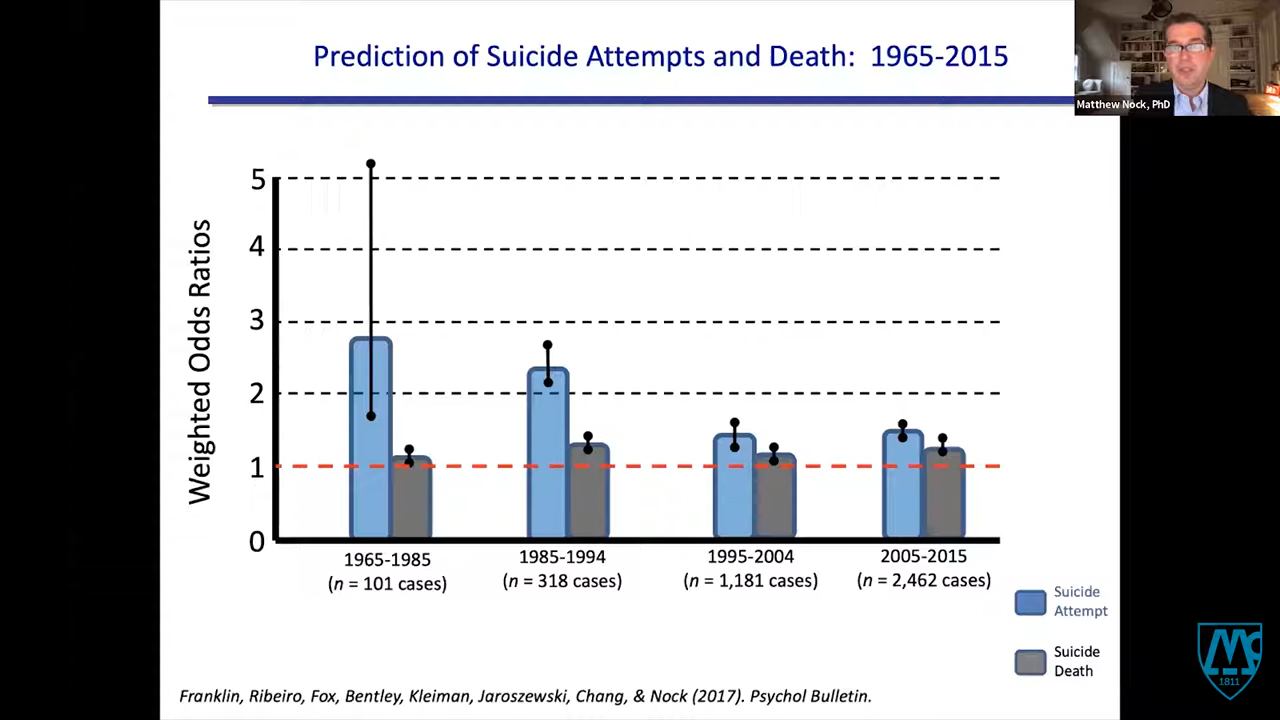 Prediction of Suicide Attempts and Death: 1965-2015
Matthew Nock, PhD
Weighted Odds Ratios
5
4
3
2
1
0
1965-1985
(n = 101 cases)
1985-1994
(n = 318 cases)
1995-2004
(n = 1,181 cases)
2005-2015
(n = 2,462 cases)
Suicide
Attempt
Suicide
Death
Franklin, Ribeiro, Fox, Bentley, Kleiman, Jaroszewski, Chang, & Nock (2017). Psychol Bulletin.
Mc
1811